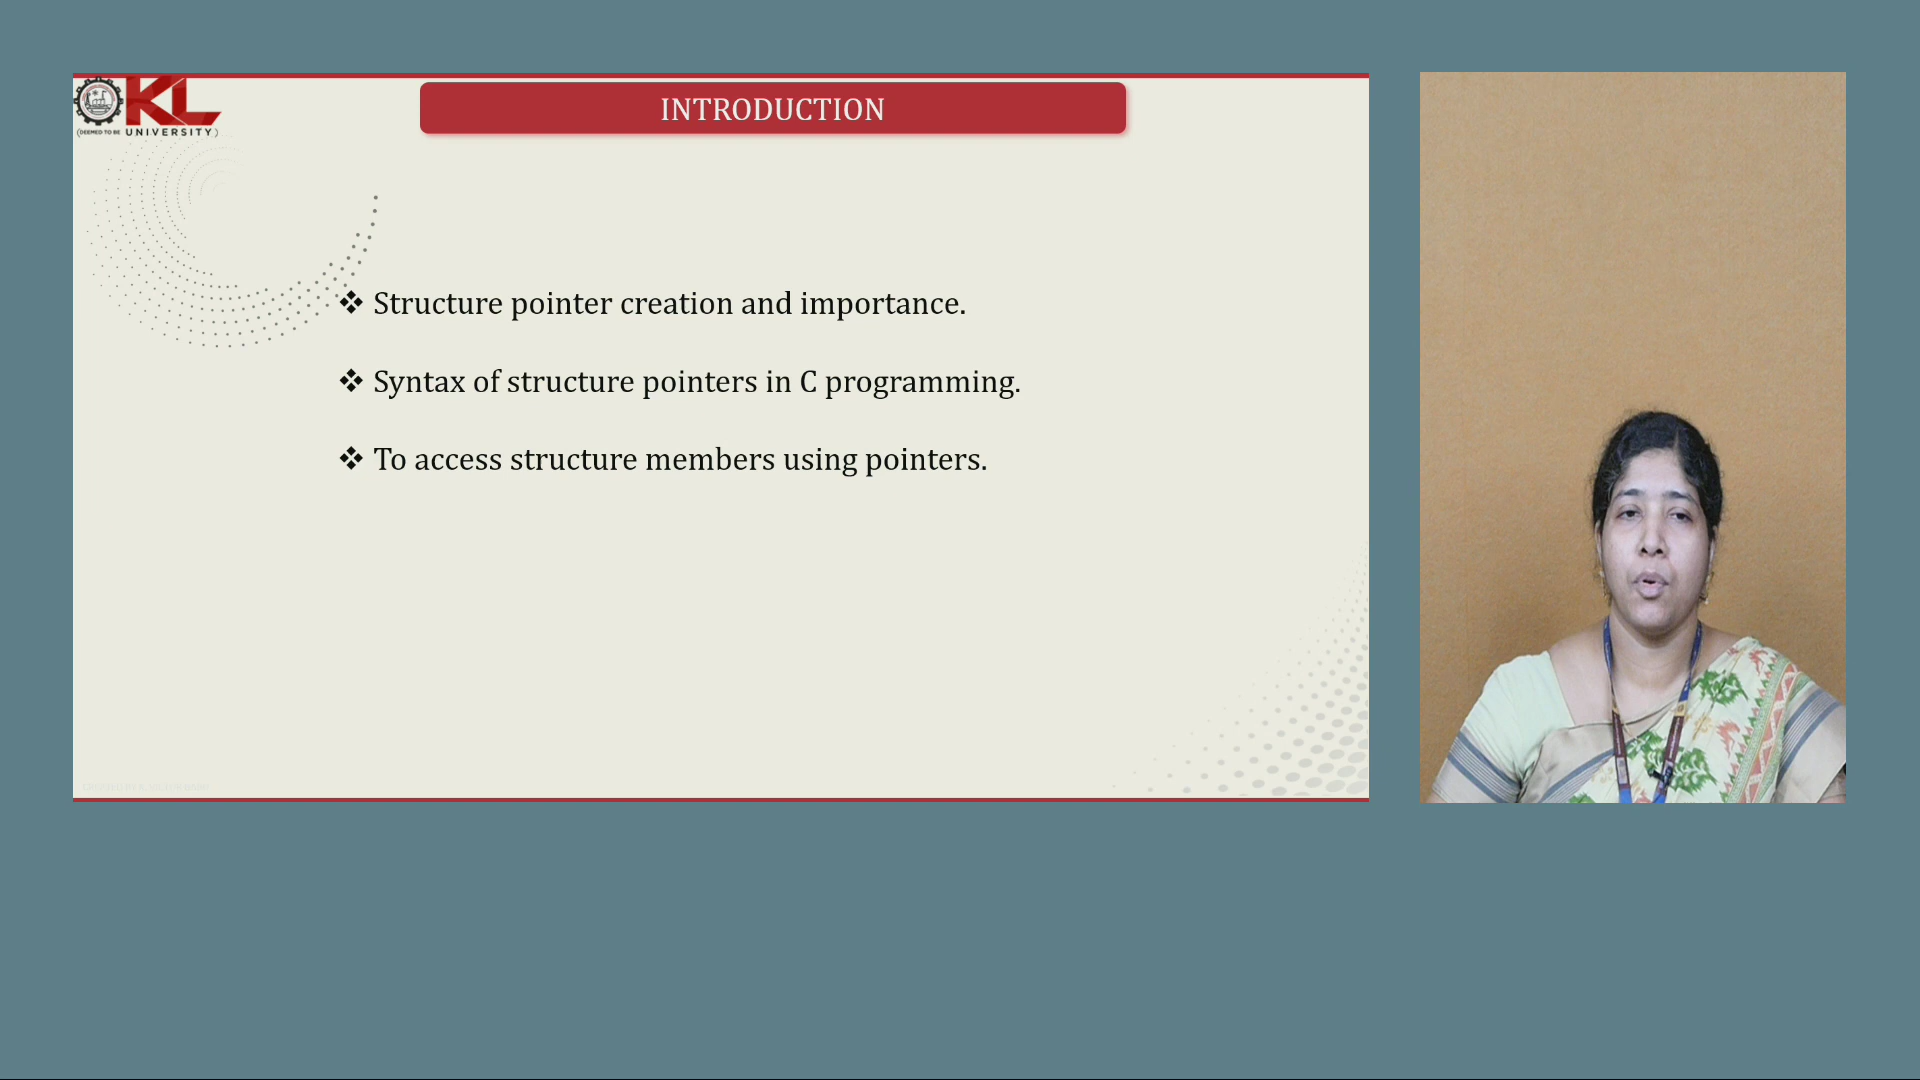 KL
(DEEMED TO BE UNIVERSITY)
INTRODUCTION
❖ Structure pointer creation and importance.
❖ Syntax of structure pointers in C programming.
❖ To access structure members using pointers.